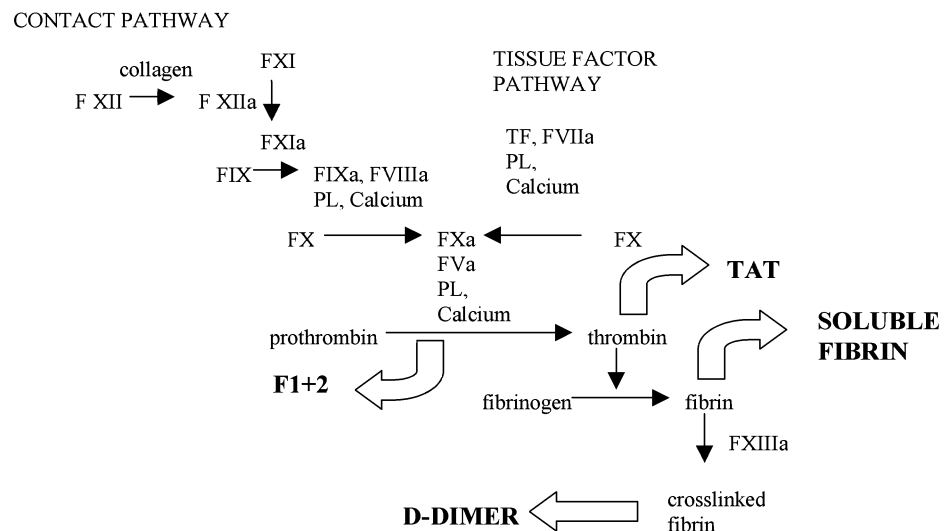 CONTACT PATHWAY
FXI
TISSUE FACTOR
PATHWAY
collagen
F XII
F XIIa
FXIa
TF, FVIIa
PL,
Calcium
FIX
FIXa, FVIIIa
PL, Calcium
FX
FXa
FX
FVa
PL,
Calcium
TAT
prothrombin
thrombin
SOLUBLE
FIBRIN
F1+2
fibrinogen
fibrin
FXIIIa
crosslinked
fibrin
D-DIMER